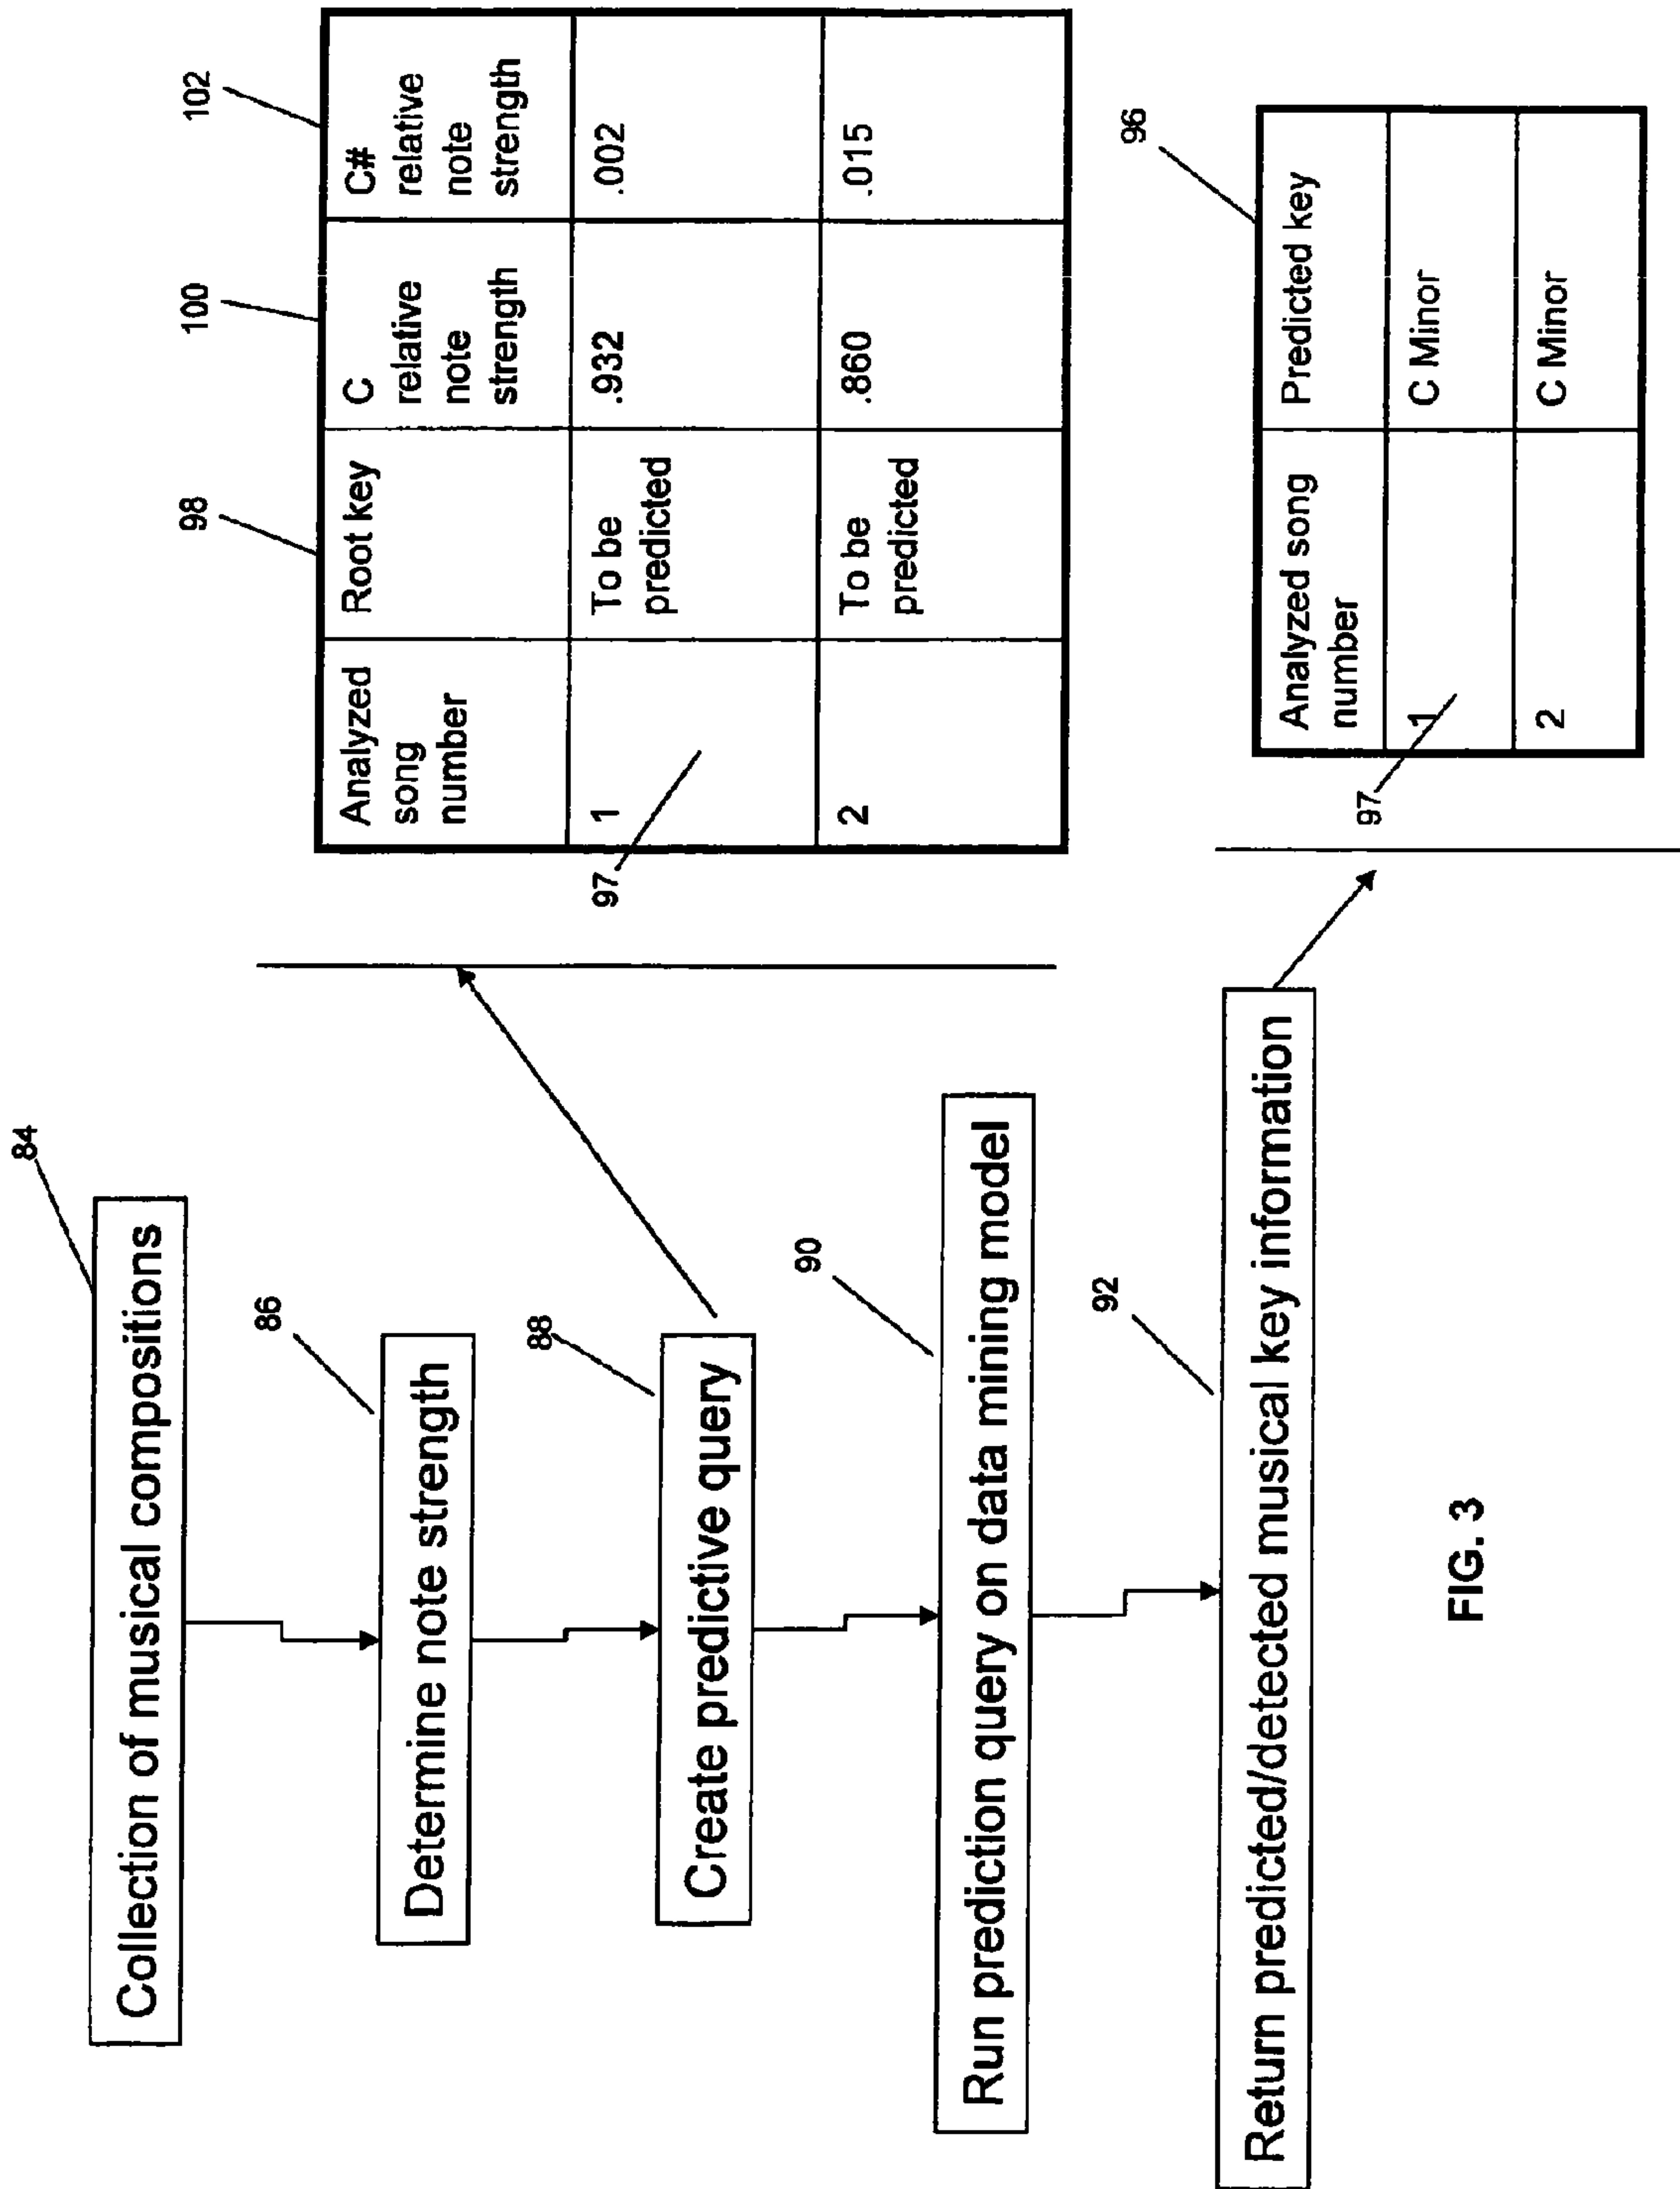 84
Collection of musical compositions
86
Determine note strength
88
Create predictive query
90
Run prediction query on data mining model
92
Return predicted/detected musical key information
98
100
102
Analyzed song number
Root key
C relative note strength
C# relative note strength
1
To be predicted
.932
.002
2
To be predicted
.860
.015
97
96
Analyzed song number
Predicted key
1
C Minor
2
C Minor
97
FIG. 3